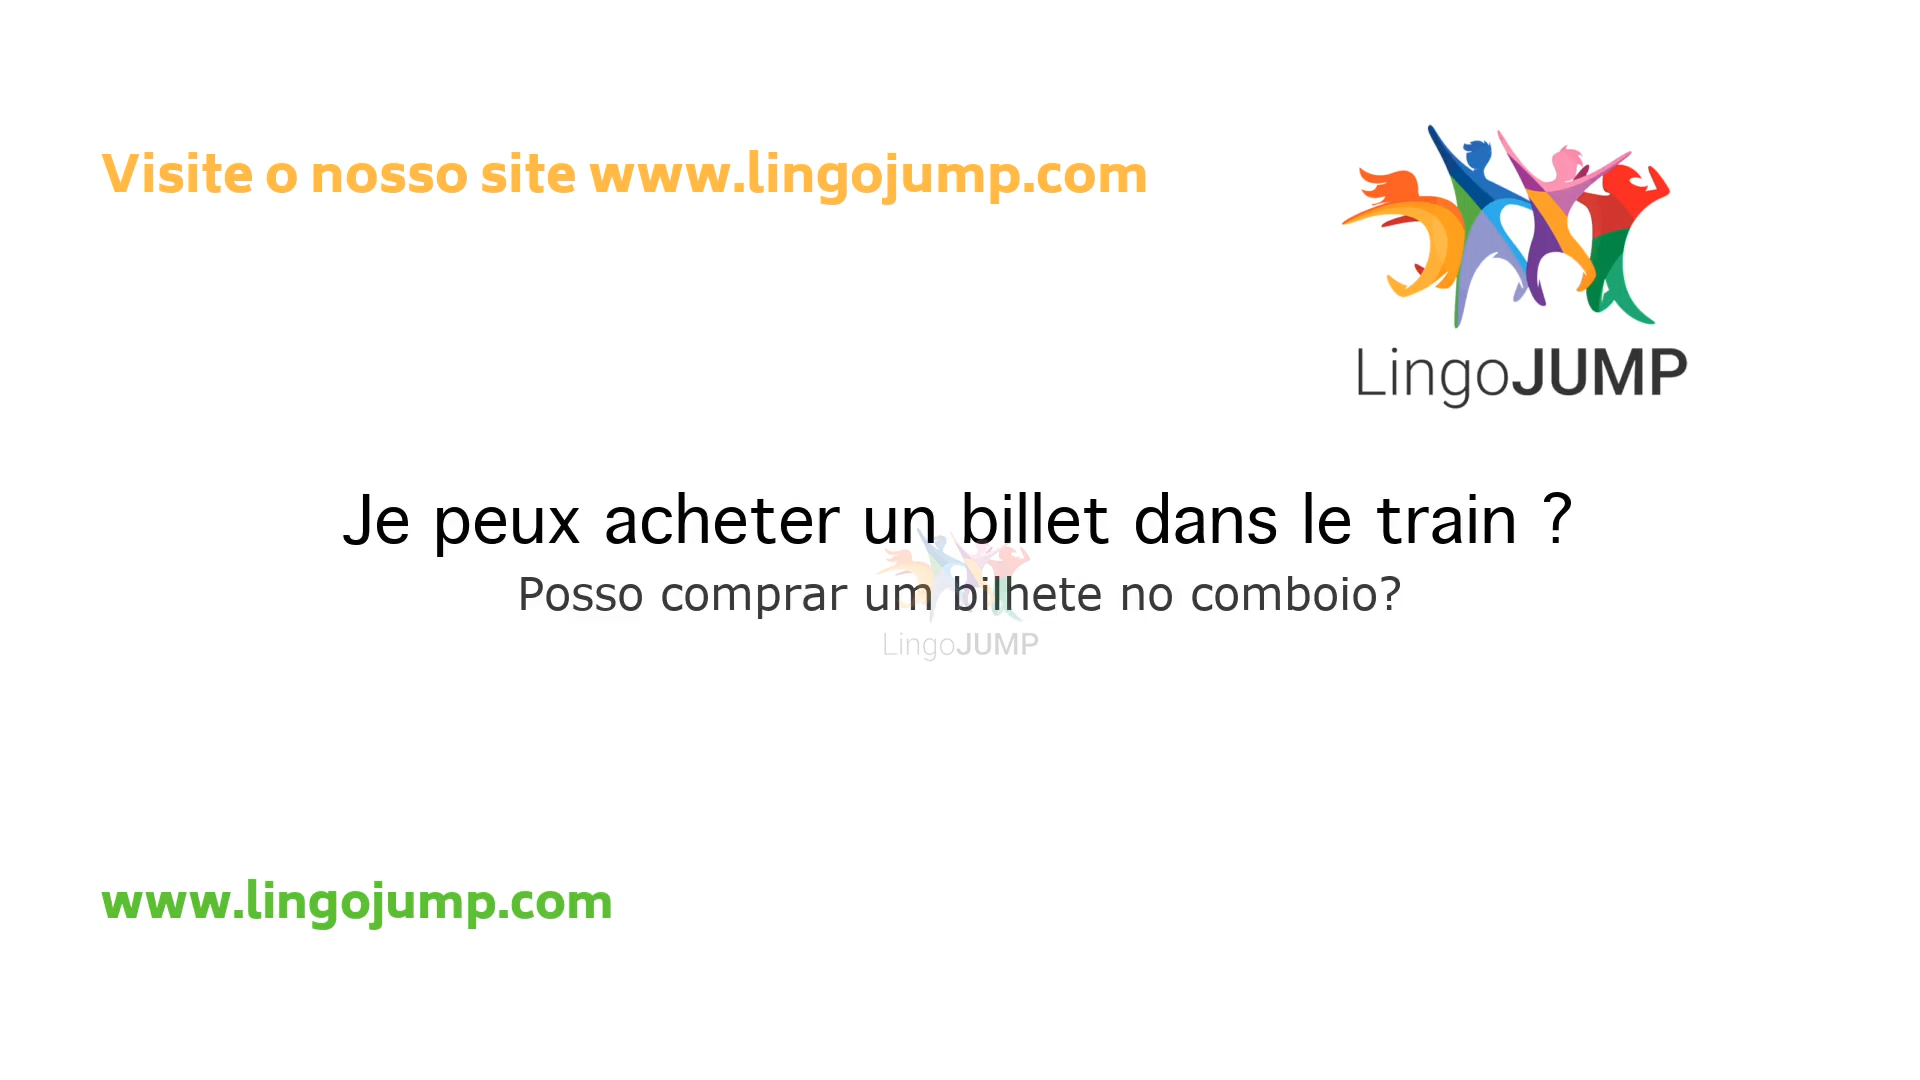 Visite o nosso site www.lingojump.com
LingoJUMP
Je peux acheter un billet dans le train ?
Posso comprar um bilhete no comboio?
LingoJUMP
www.lingojump.com